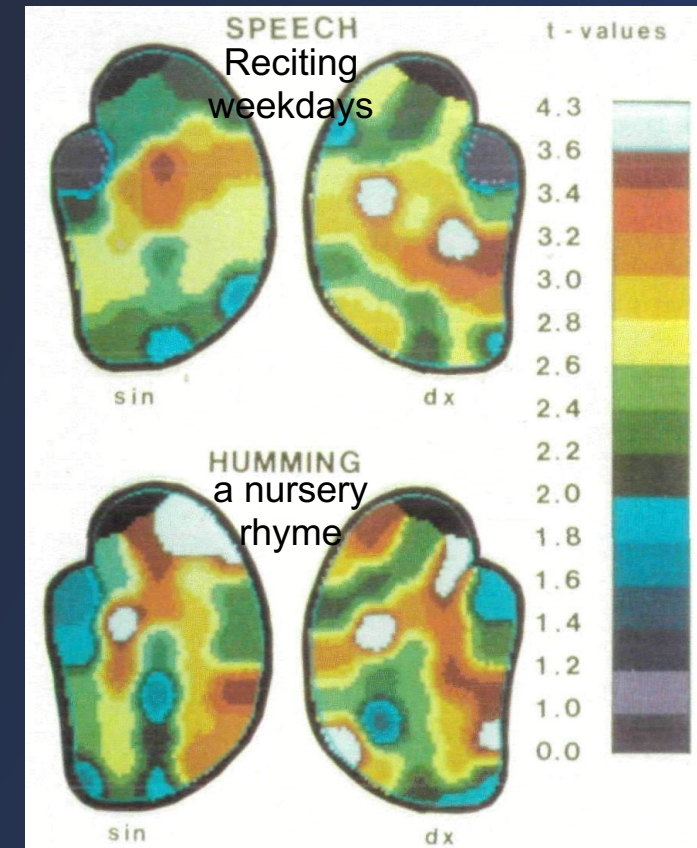 SPEECH
Reciting
weekdays
t - values
4.3
3.6
3.4
3.2
3.0
2.8
2.6
2.4
2.2
2.0
1.8
1.6
1.4
1.2
1.0
0.0
sin
dx
HUMMING
a nursery
rhyme
sin
dx